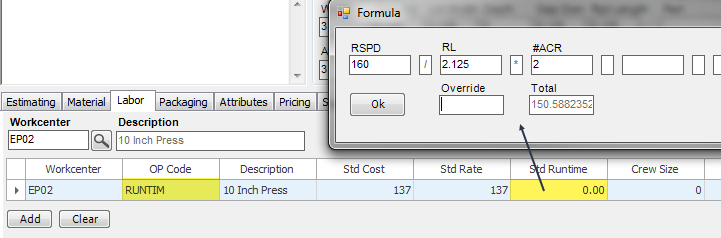 Formula
RSPD RL #ACR
160 / 2.125 * 2
Override Total
Ok 150.5882352
Estimating Material Labor Packaging Attributes Pricing
Workcenter Description
EP02 10 Inch Press
Workcenter OP Code Description Std Cost Std Rate Std Runtime Crew Size
EP02 RUNTIM 10 Inch Press 137 137 0.00 0
Add Clear